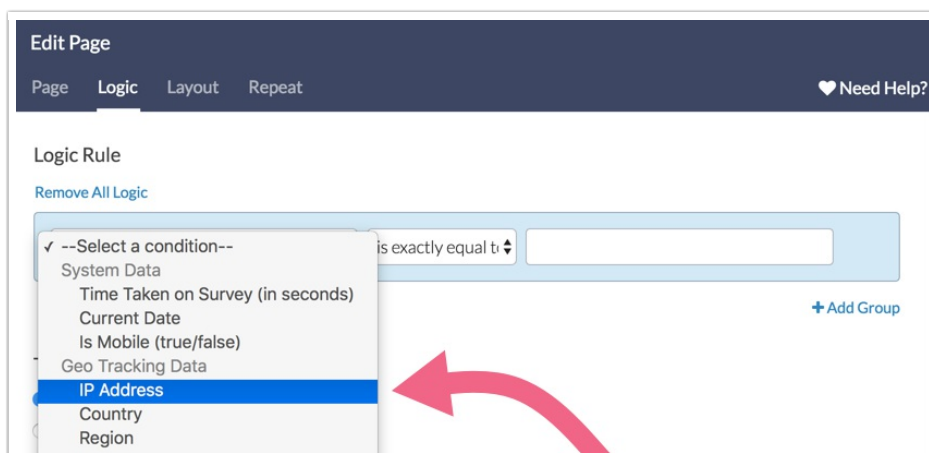 Edit Page
Page Logic Layout Repeat Need Help?
Logic Rule
Remove All Logic
✓ --Select a condition-- is exactly equal t
System Data
Time Taken on Survey (in seconds)
+ Add Group
Current Date
Is Mobile (true/false)
Geo Tracking Data
IP Address
Country
Region